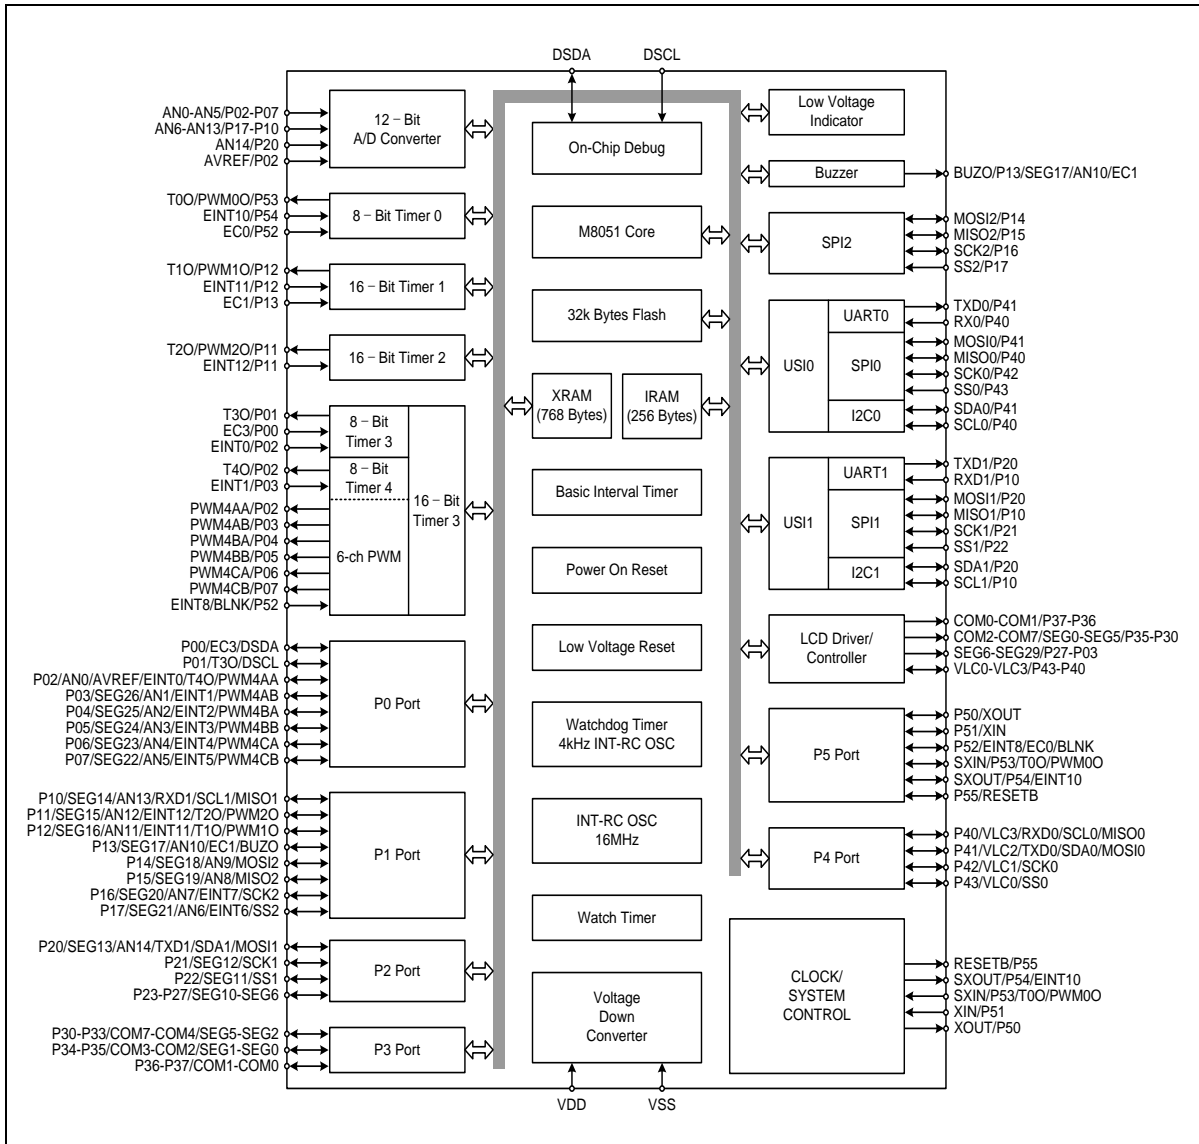 DSDA
DSCL
AN0-AN5/P02-P07
AN6-AN13/P17-P10
AN14/P20
AVREF/P02
12 – Bit
A/D Converter
T0O/PWM0O/P53
EINT10/P54
EC0/P52
8 – Bit Timer 0
T1O/PWM1O/P12
EINT11/P12
EC1/P13
16 – Bit Timer 1
T2O/PWM2O/P11
EINT12/P11
16 – Bit Timer 2
T3O/P01
EC3/P00
EINT0/P02
8 – Bit
Timer 3
T4O/P02
EINT1/P03
8 – Bit
Timer 4
16 – Bit
Timer 3
PWM4AA/P02
PWM4AB/P03
PWM4BA/P04
PWM4BB/P05
PWM4CA/P06
PWM4CB/P07
EINT8/BLNK/P52
6-ch PWM
P00/EC3/DSDA
P01/T3O/DSCL
P02/AN0/AVREF/EINT0/T4O/PWM4AA
P03/SEG26/AN1/EINT1/PWM4AB
P04/SEG25/AN2/EINT2/PWM4BA
P05/SEG24/AN3/EINT3/PWM4BB
P06/SEG23/AN4/EINT4/PWM4CA
P07/SEG22/AN5/EINT5/PWM4CB
P0 Port
P10/SEG14/AN13/RXD1/SCL1/MISO1
P11/SEG15/AN12/EINT12/T2O/PWM2O
P12/SEG16/AN11/EINT11/T1O/PWM1O
P13/SEG17/AN10/EC1/BUZO
P14/SEG18/AN9/MOSI2
P15/SEG19/AN8/MISO2
P16/SEG20/AN7/EINT7/SCK2
P17/SEG21/AN6/EINT6/SS2
P1 Port
P20/SEG13/AN14/TXD1/SDA1/MOSI1
P21/SEG12/SCK1
P22/SEG11/SS1
P23-P27/SEG10-SEG6
P2 Port
P30-P33/COM7-COM4/SEG5-SEG2
P34-P35/COM3-COM2/SEG1-SEG0
P36-P37/COM1-COM0
P3 Port
On-Chip Debug
M8051 Core
32k Bytes Flash
XRAM
(768 Bytes)
IRAM
(256 Bytes)
Basic Interval Timer
Power On Reset
Low Voltage Reset
Watchdog Timer
4kHz INT-RC OSC
INT-RC OSC
16MHz
Watch Timer
Voltage
Down
Converter
VDD
VSS
Low Voltage
Indicator
Buzzer
BUZO/P13/SEG17/AN10/EC1
SPI2
MOSI2/P14
MISO2/P15
SCK2/P16
SS2/P17
USI0
UART0
SPI0
I2C0
TXD0/P41
RX0/P40
MOSI0/P41
MISO0/P40
SCK0/P42
SS0/P43
SDA0/P41
SCL0/P40
USI1
UART1
SPI1
I2C1
TXD1/P20
RXD1/P10
MOSI1/P20
MISO1/P10
SCK1/P21
SS1/P22
SDA1/P20
SCL1/P10
LCD Driver/
Controller
COM0-COM1/P37-P36
COM2-COM7/SEG0-SEG5/P35-P30
SEG6-SEG29/P27-P03
VLC0-VLC3/P43-P40
P5 Port
P50/XOUT
P51/XIN
P52/EINT8/EC0/BLNK
SXIN/P53/T0O/PWM0O
SXOUT/P54/EINT10
P55/RESETB
P4 Port
P40/VLC3/RXD0/SCL0/MISO0
P41/VLC2/TXD0/SDA0/MOSI0
P42/VLC1/SCK0
P43/VLC0/SS0
CLOCK/
SYSTEM
CONTROL
RESETB/P55
SXOUT/P54/EINT10
SXIN/P53/T0O/PWM0O
XIN/P51
XOUT/P50